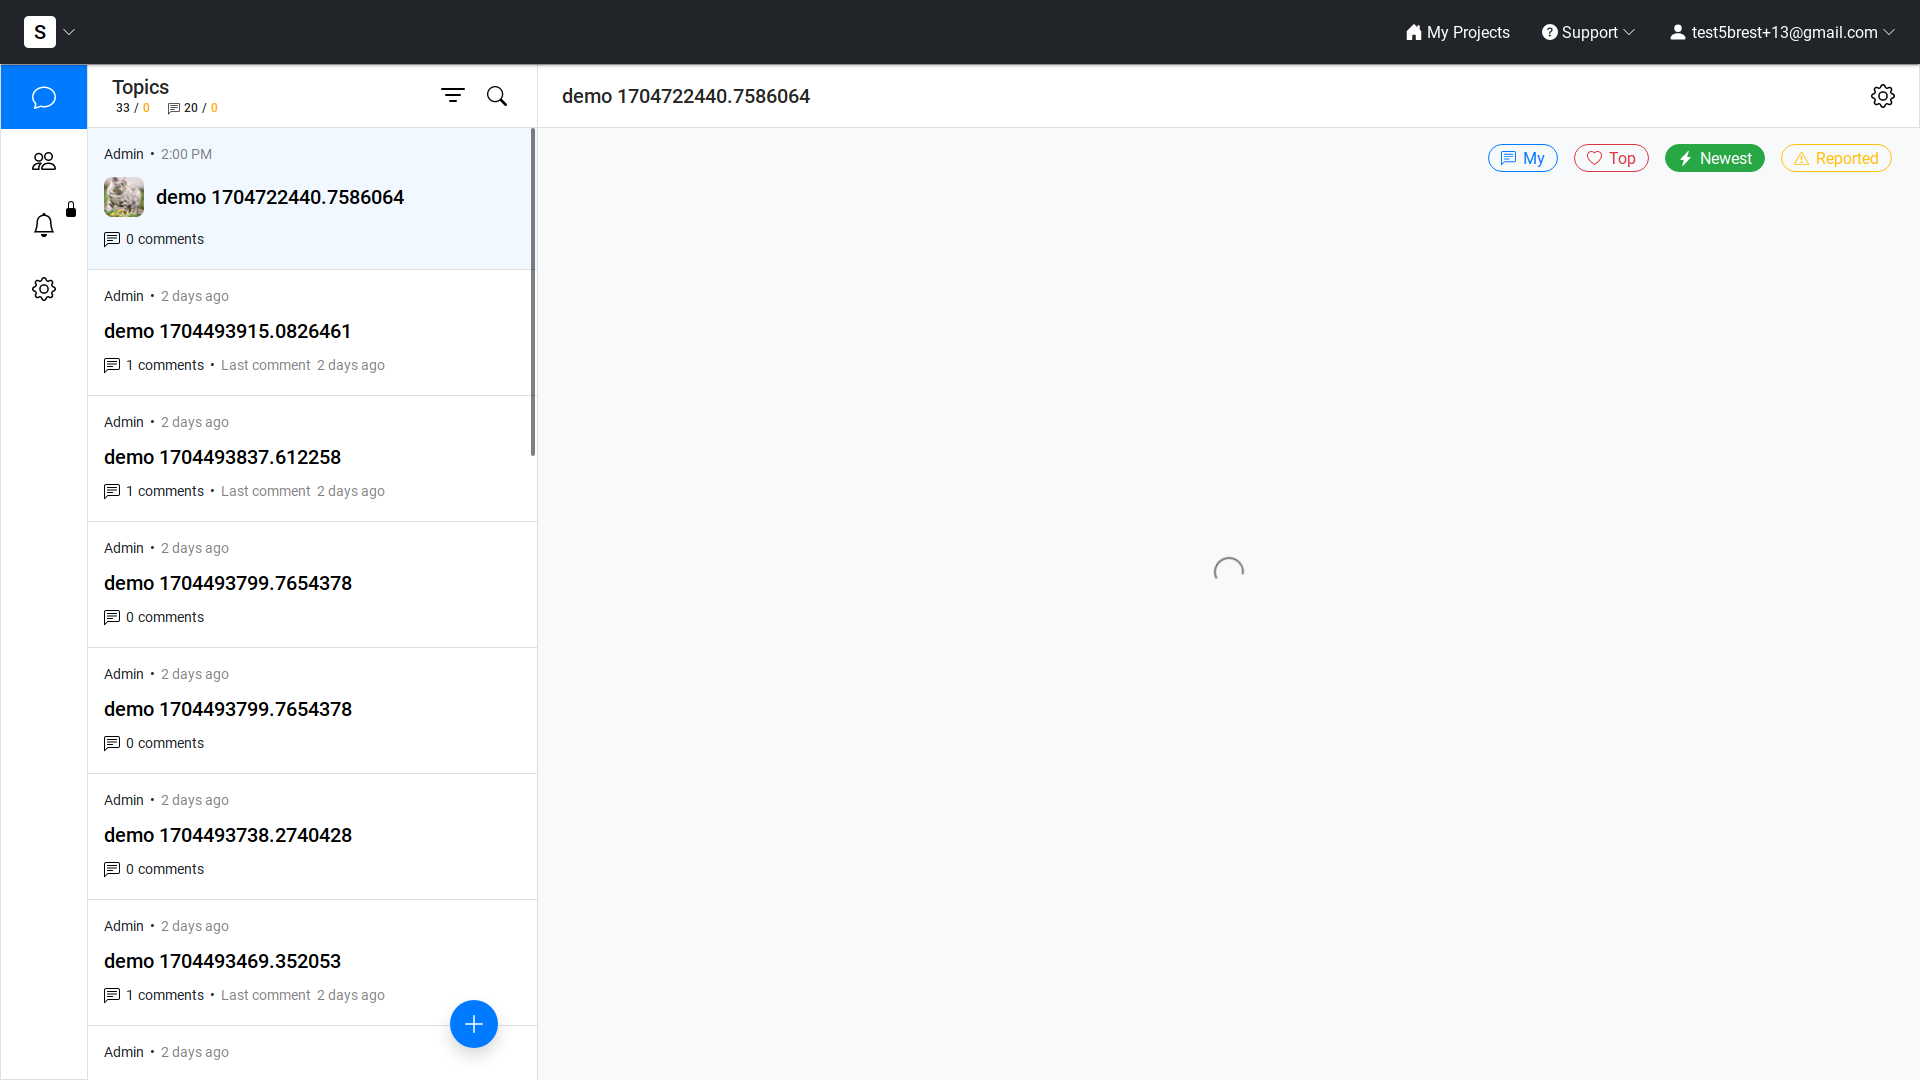 S
My Projects
Support
test5brest+13@gmail.com
Topics
33 / 0 20 / 0
demo 1704722440.7586064
My
Top
Newest
Reported
Admin • 2:00 PM
demo 1704722440.7586064
0 comments
Admin • 2 days ago
demo 1704493915.0826461
1 comments • Last comment 2 days ago
Admin • 2 days ago
demo 1704493837.612258
1 comments • Last comment 2 days ago
Admin • 2 days ago
demo 1704493799.7654378
0 comments
Admin • 2 days ago
demo 1704493799.7654378
0 comments
Admin • 2 days ago
demo 1704493738.2740428
0 comments
Admin • 2 days ago
demo 1704493469.352053
1 comments • Last comment 2 days ago
Admin • 2 days ago